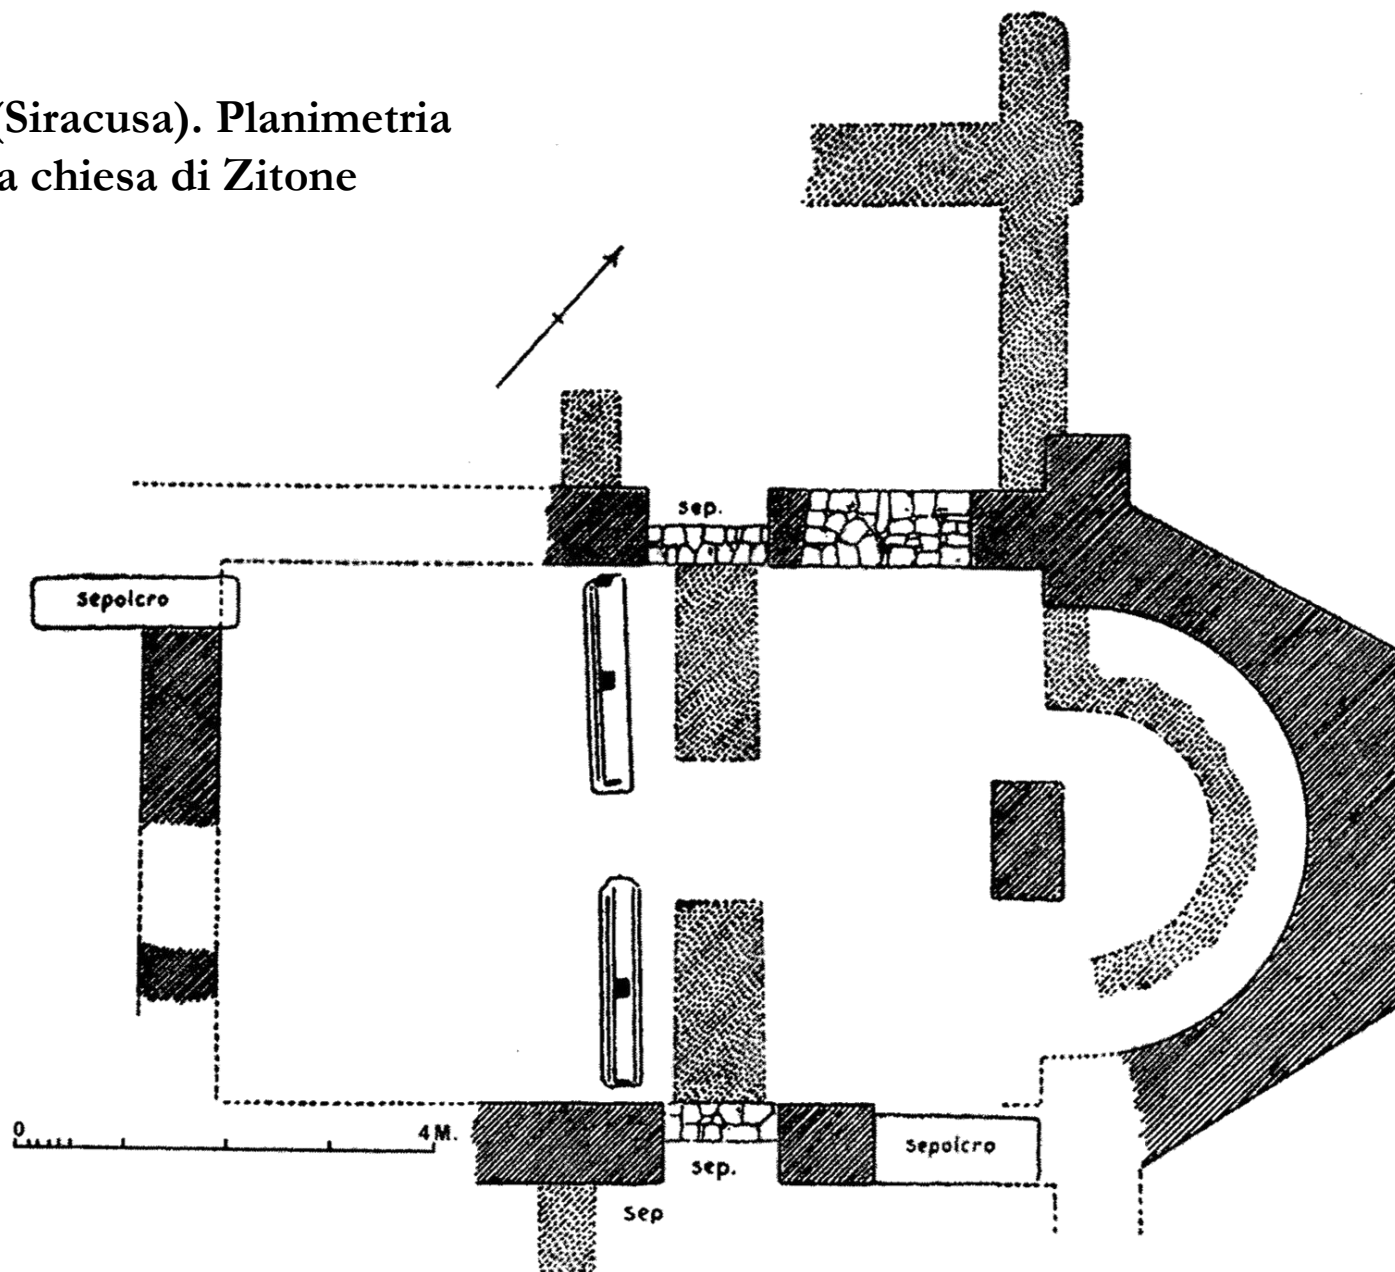 (Siracusa). Planimetria
a chiesa di Zitone
sep.
sepolcro
0
4 M.
sepolcro
sep.
sep